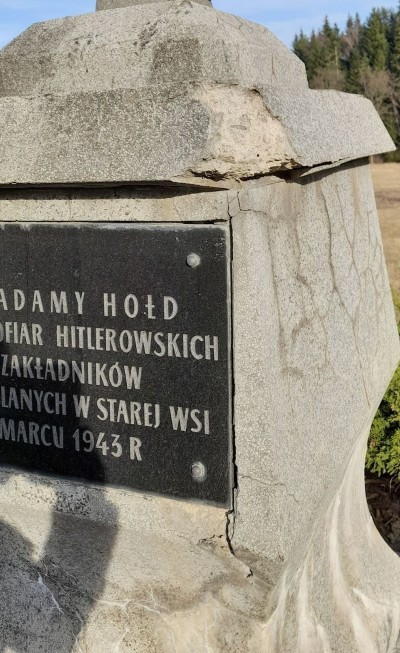 ADAMY HOŁD
OFIAR HITLEROWSKICH
ZAKŁADNIKÓW
LANYCH W STAREJ WSI
MARCU 1943 R